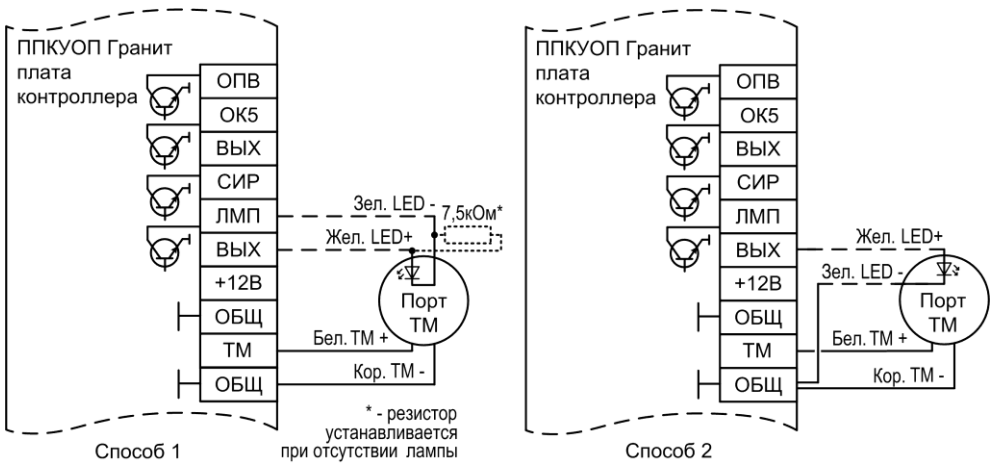 ППКУОП Гранит
плата
контроллера
ОПВ
ОК5
ВЫХ
СИР
ЛМП
ВЫХ
+12В
ОБЩ
ТМ
ОБЩ
Зел. LED -
7,5кОм*
Жел. LED+
Порт
ТМ
Бел. ТМ +
Кор. ТМ -
* - резистор
устанавливается
при отсутствии лампы
Способ 1
ППКУОП Гранит
плата
контроллера
ОПВ
ОК5
ВЫХ
СИР
ЛМП
ВЫХ
+12В
ОБЩ
ТМ
ОБЩ
Жел. LED+
Зел. LED -
Порт
ТМ
Бел. ТМ +
Кор. ТМ -
Способ 2